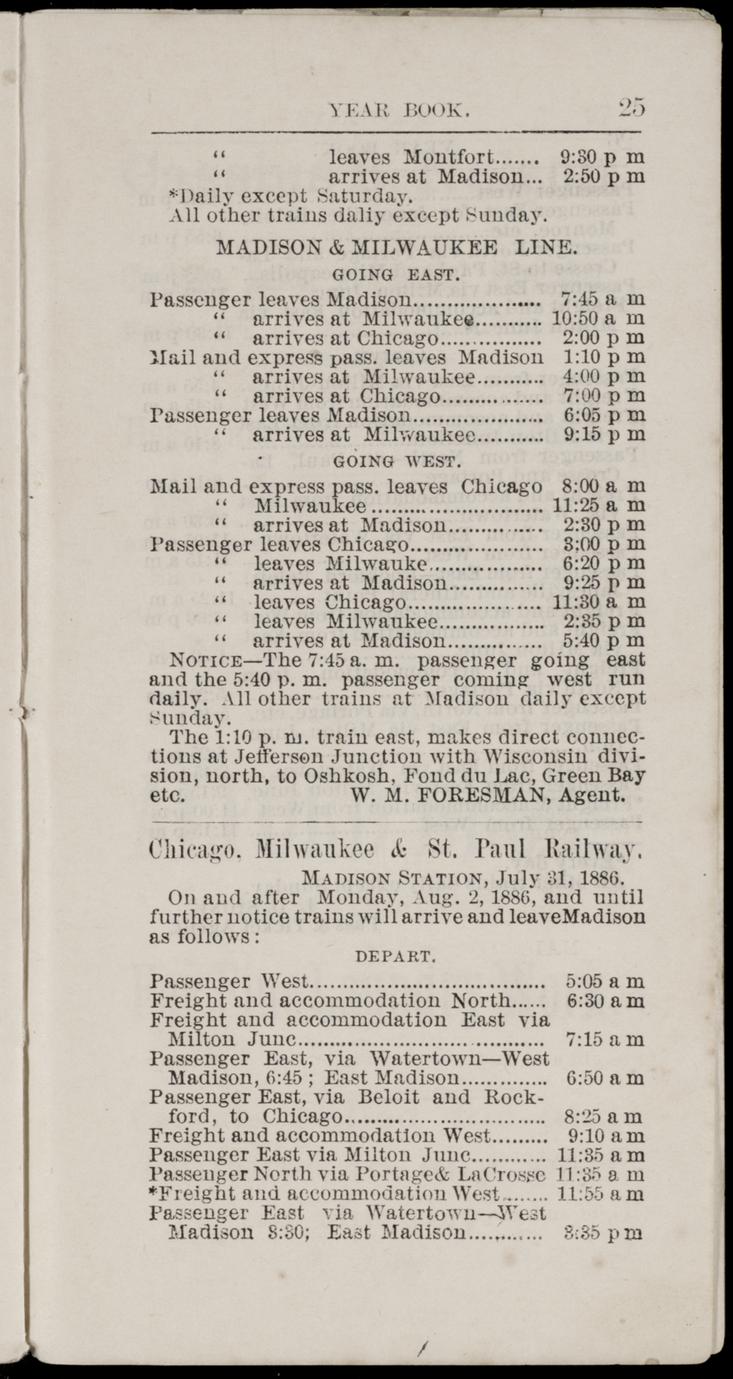 YEAR BOOK. 25
“ leaves Montfort....... 9:30 p m
“ arrives at Madison... 2:50 p m
*Daily except Saturday.
All other trains daliy except Sunday.
MADISON & MILWAUKEE LINE.
GOING EAST.
Passenger leaves Madison.................... 7:45 a m
“ arrives at Milwaukee........... 10:50 a m
“ arrives at Chicago................ 2:00 p m
Mail and express pass. leaves Madison 1:10 p m
“ arrives at Milwaukee........... 4:00 p m
“ arrives at Chicago................ 7:00 p m
Passenger leaves Madison...................... 6:05 p m
“ arrives at Milwaukee........... 9:15 p m
GOING WEST.
Mail and express pass. leaves Chicago 8:00 a m
“ Milwaukee ............................. 11:25 a m
“ arrives at Madison............... 2:30 p m
Passenger leaves Chicago...................... 3:00 p m
“ leaves Milwauke................... 6:20 p m
“ arrives at Madison............... 9:25 p m
“ leaves Chicago...................... 11:30 a m
“ leaves Milwaukee.................. 2:35 p m
“ arrives at Madison............... 5:40 p m
NOTICE—The 7:45 a. m. passenger going east
and the 5:40 p. m. passenger coming west run
daily. All other trains at Madison daily except
Sunday.
The 1:10 p. m. train east, makes direct connec-
tions at Jefferson Junction with Wisconsin divi-
sion, north, to Oshkosh, Fond du Lac, Green Bay
etc. W. M. FORESMAN, Agent.
Chicago, Milwaukee & St. Paul Railway.
MADISON STATION, July 31, 1886.
On and after Monday, Aug. 2, 1886, and until
further notice trains will arrive and leaveMadison
as follows:
DEPART.
Passenger West....................................... 5:05 a m
Freight and accommodation North...... 6:30 a m
Freight and accommodation East via
Milton Junc......................................... 7:15 a m
Passenger East, via Watertown—West
Madison, 6:45 ; East Madison.............. 6:50 a m
Passenger East, via Beloit and Rock-
ford, to Chicago.................................. 8:25 a m
Freight and accommodation West......... 9:10 a m
Passenger East via Milton Junc............ 11:35 a m
Passenger North via Portage& LaCrosse 11:35 a m
*Freight and accommodation West........ 11:55 a m
Passenger East via Watertown—West
Madison 3:30; East Madison............. 3:35 p m